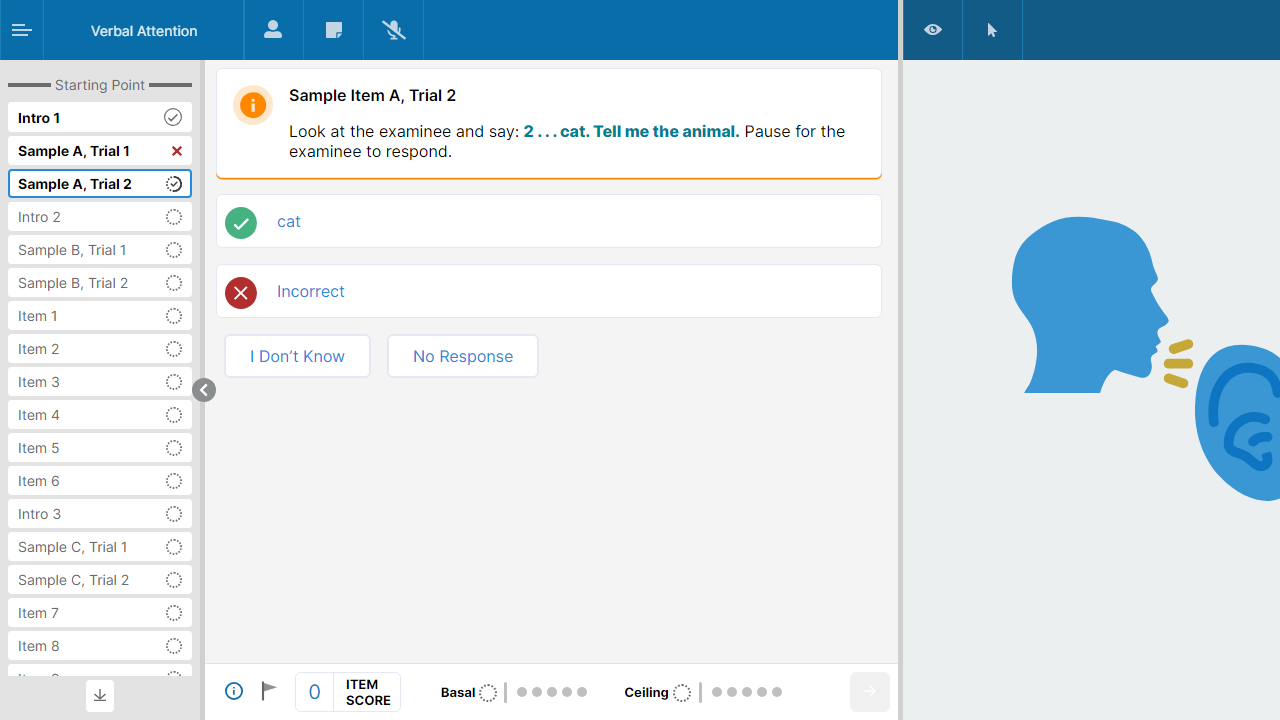 Verbal Attention
Starting Point
Intro 1
Sample A, Trial 1
Sample A, Trial 2
Intro 2
Sample B, Trial 1
Sample B, Trial 2
Item 1
Item 2
Item 3
Item 4
Item 5
Item 6
Intro 3
Sample C, Trial 1
Sample C, Trial 2
Item 7
Item 8
Sample Item A, Trial 2
Look at the examinee and say: 2 . . . cat. Tell me the animal. Pause for the
examinee to respond.
cat
Incorrect
I Don’t Know
No Response
0
ITEM
SCORE
Basal
Ceiling